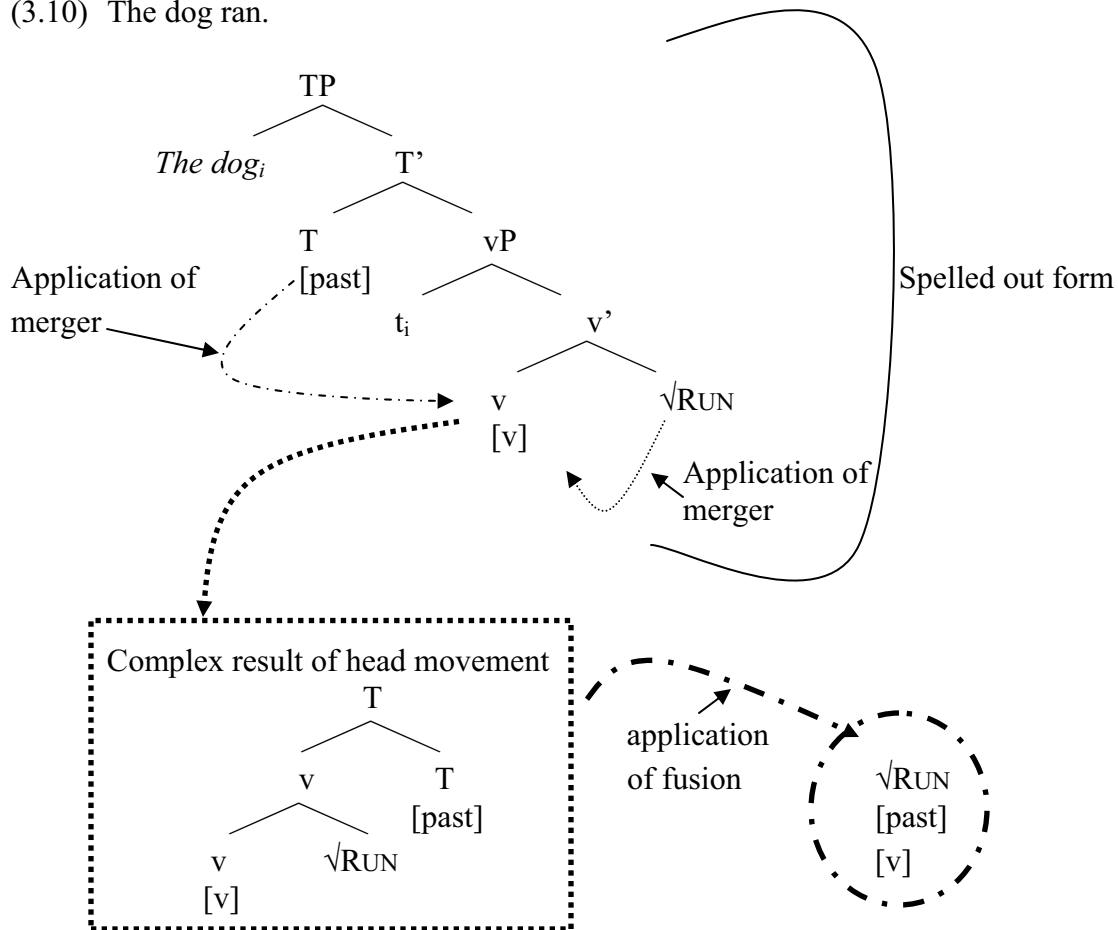 (3.10) The dog ran.
TP
The dogi T’
T vP
Application of [past]
merger ti v’
Spelled out form
v √RUN
[v]
Application of
merger
Complex result of head movement
T
v T
[past]
v √RUN
[v]
application
of fusion
√RUN
[past]
[v]